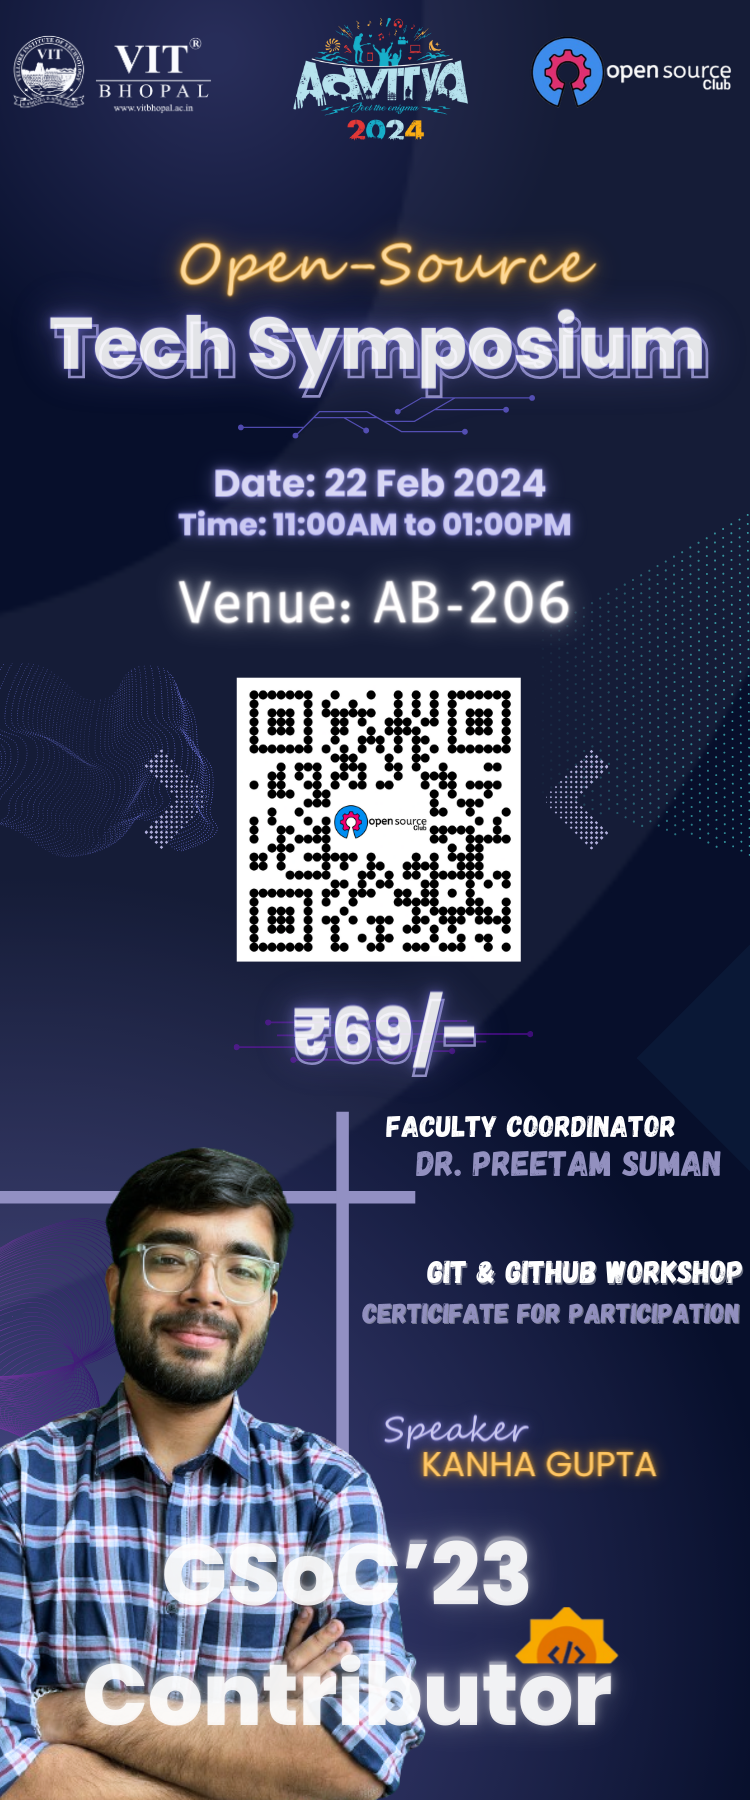 VIT®
BHOPAL
www.vitbhopal.ac.in
VIT
AdVITya
Feel the enigma
2024
open source
Club
Open-Source
Tech Symposium
Date: 22 Feb 2024
Time: 11:00AM to 01:00PM
Venue: AB-206
open source
Club
₹69/-
FACULTY COORDINATOR
DR. PREETAM SUMAN
GIT & GITHUB WORKSHOP
CERTICIFATE FOR PARTICIPATION
Speaker
KANHA GUPTA
GSoC'23
</>
Contributor